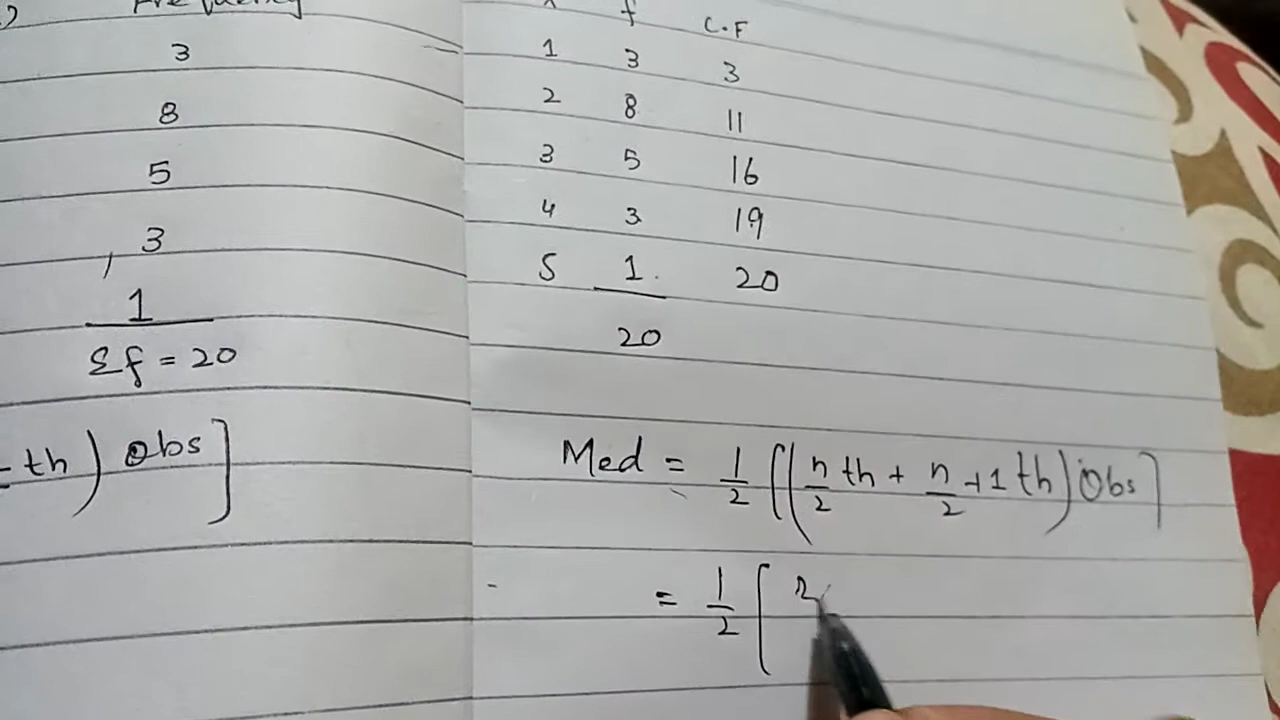 Frequency
3
8
5
3
1
Σf = 20
th) Obs]
x f C.F
1 3 3
2 8 11
3 5 16
4 3 19
5 1 20
20
Med = 1/2 [(n/2 th + n/2 + 1 th) Obs]
= 1/2 [